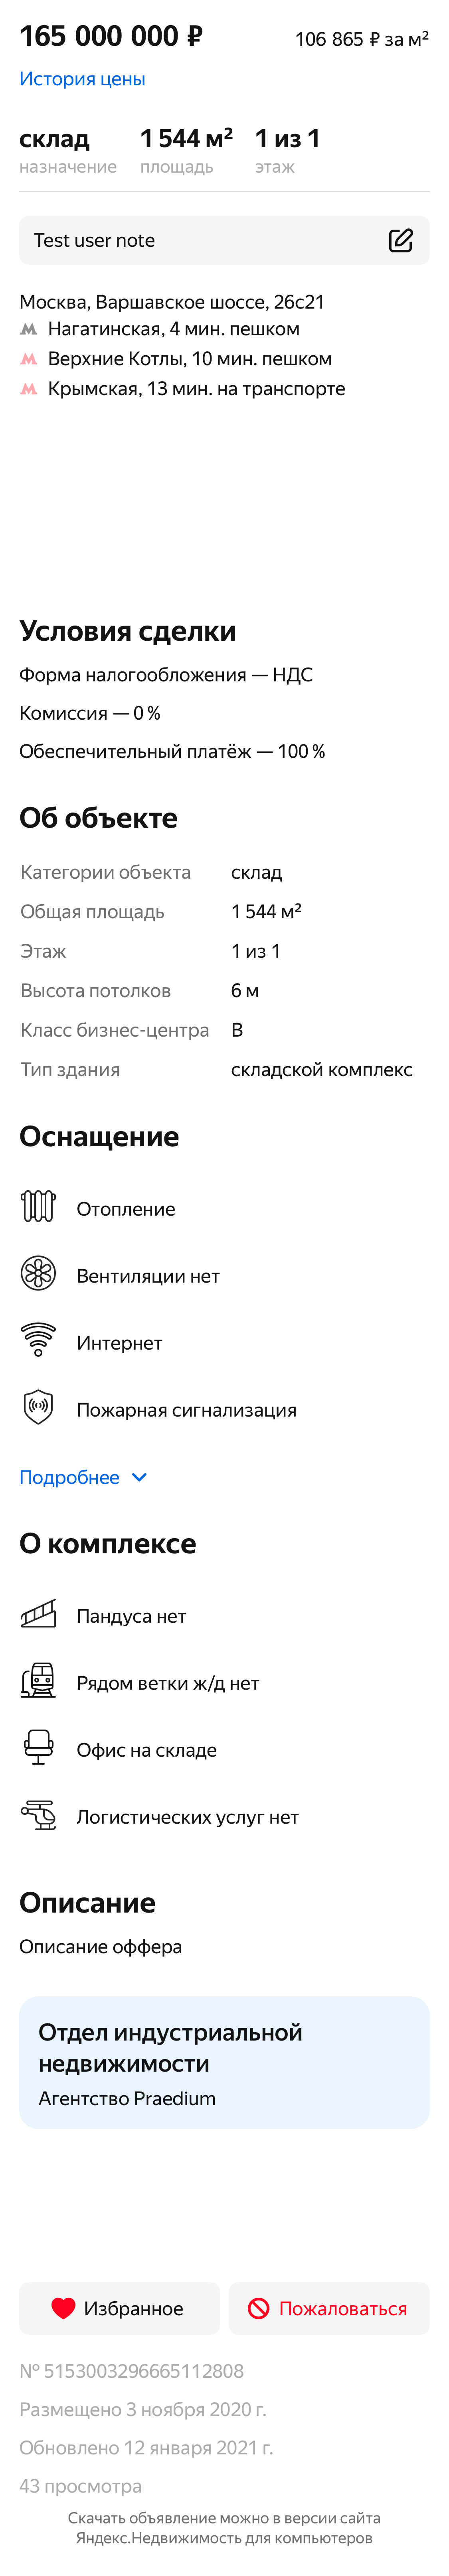 165 000 000 ₽
106 865 ₽ за м²
История цены
склад 1 544 м² 1 из 1
назначение площадь этаж
Test user note
Москва, Варшавское шоссе, 26с21
Нагатинская, 4 мин. пешком
Верхние Котлы, 10 мин. пешком
Крымская, 13 мин. на транспорте
Условия сделки
Форма налогообложения — НДС
Комиссия — 0 %
Обеспечительный платёж — 100 %
Об объекте
Категории объекта склад
Общая площадь 1 544 м²
Этаж 1 из 1
Высота потолков 6 м
Класс бизнес-центра B
Тип здания складской комплекс
Оснащение
Отопление
Вентиляции нет
Интернет
Пожарная сигнализация
Подробнее
О комплексе
Пандуса нет
Рядом ветки ж/д нет
Офис на складе
Логистических услуг нет
Описание
Описание оффера
Отдел индустриальной
недвижимости
Агентство Praedium
Избранное
Пожаловаться
№ 5153003296665112808
Размещено 3 ноября 2020 г.
Обновлено 12 января 2021 г.
43 просмотра
Скачать объявление можно в версии сайта
Яндекс.Недвижимость для компьютеров